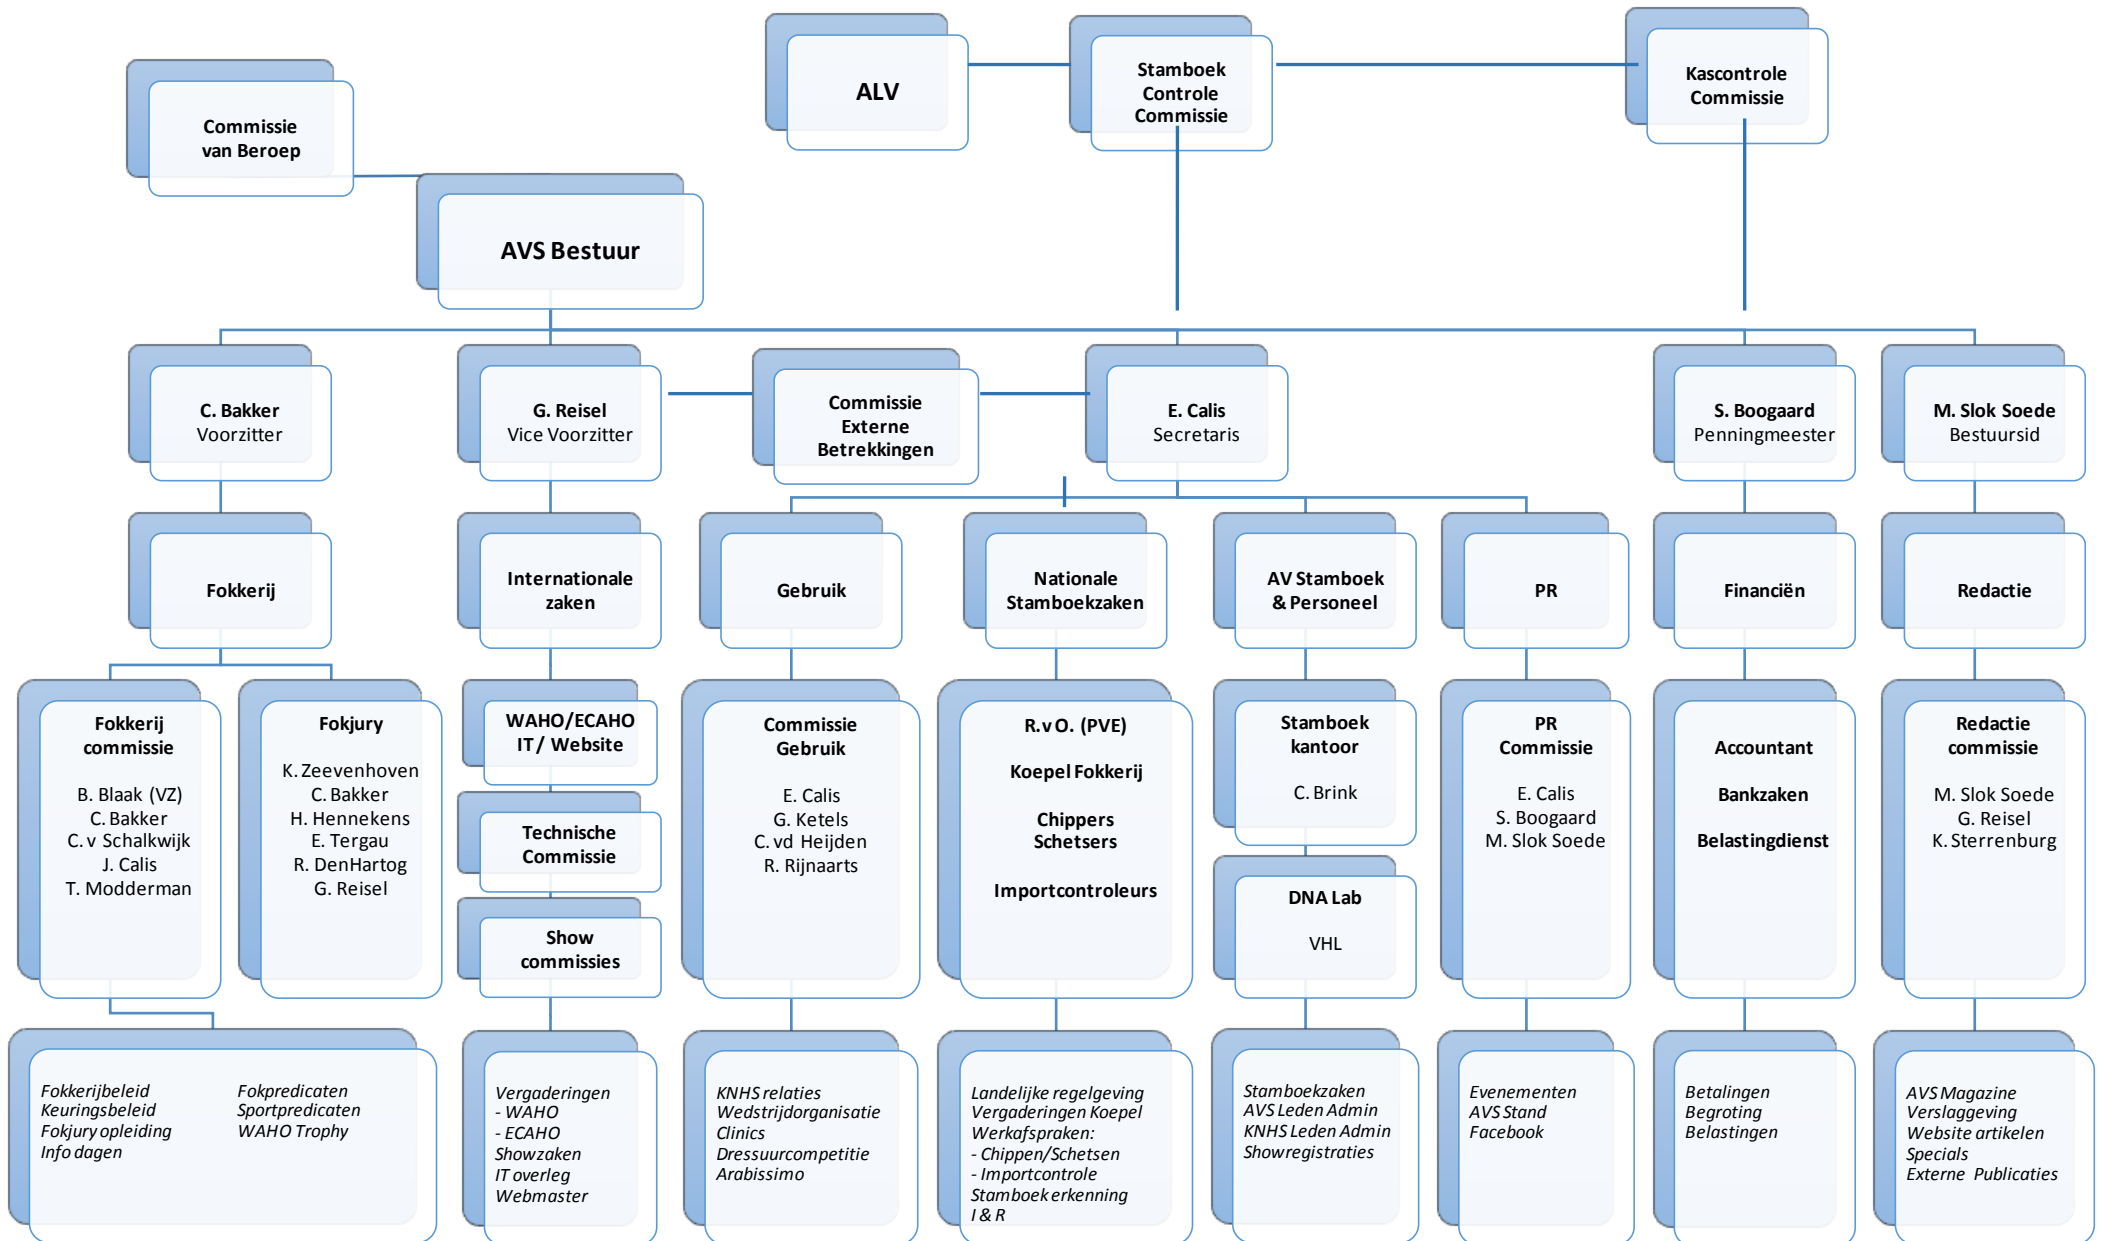 ALV
Stamboek
Controle
Commissie
Kascontrole
Commissie
Commissie
van Beroep
AVS Bestuur
C. Bakker
Voorzitter
G. Reisel
Vice Voorzitter
Commissie
Externe
Betrekkingen
E. Calis
Secretaris
S. Boogaard
Penningmeester
M. Slok Soede
Bestuursid
Fokkerij
Internationale
zaken
Gebruik
Nationale
Stamboekzaken
AV Stamboek
& Personeel
PR
Financiën
Redactie
Fokkerij
commissie
B. Blaak (VZ)
C. Bakker
C. v Schalkwijk
J. Calis
T. Modderman
Fokjury
K. Zeevenhoven
C. Bakker
H. Hennekens
E. Tergau
R. DenHartog
G. Reisel
WAHO/ECAHO
IT / Website
Technische
Commissie
Show
commissies
Commissie
Gebruik
E. Calis
G. Ketels
C. vd Heijden
R. Rijnaarts
R.v O. (PVE)
Koepel Fokkerij
Chippers
Schetsers
Importcontroleurs
Stamboek
kantoor
C. Brink
DNA Lab
VHL
PR
Commissie
E. Calis
S. Boogaard
M. Slok Soede
Accountant
Bankzaken
Belastingdienst
Redactie
commissie
M. Slok Soede
G. Reisel
K. Sterrenburg
Fokkerijbeleid
Keuringsbeleid
Fokjury opleiding
Info dagen
Fokpredicaten
Sportpredicaten
WAHO Trophy
Vergaderingen
- WAHO
- ECAHO
Showzaken
IT overleg
Webmaster
KNHS relaties
Wedstrijdorganisatie
Clinics
Dressuurcompetitie
Arabissimo
Landelijke regelgeving
Vergaderingen Koepel
Werkafspraken:
- Chippen/Schetsen
- Importcontrole
Stamboek erkenning
I & R
Stamboekzaken
AVS Leden Admin
KNHS Leden Admin
Showregistraties
Evenementen
AVS Stand
Facebook
Betalingen
Begroting
Belastingen
AVS Magazine
Verslaggeving
Website artikelen
Specials
Externe Publicaties